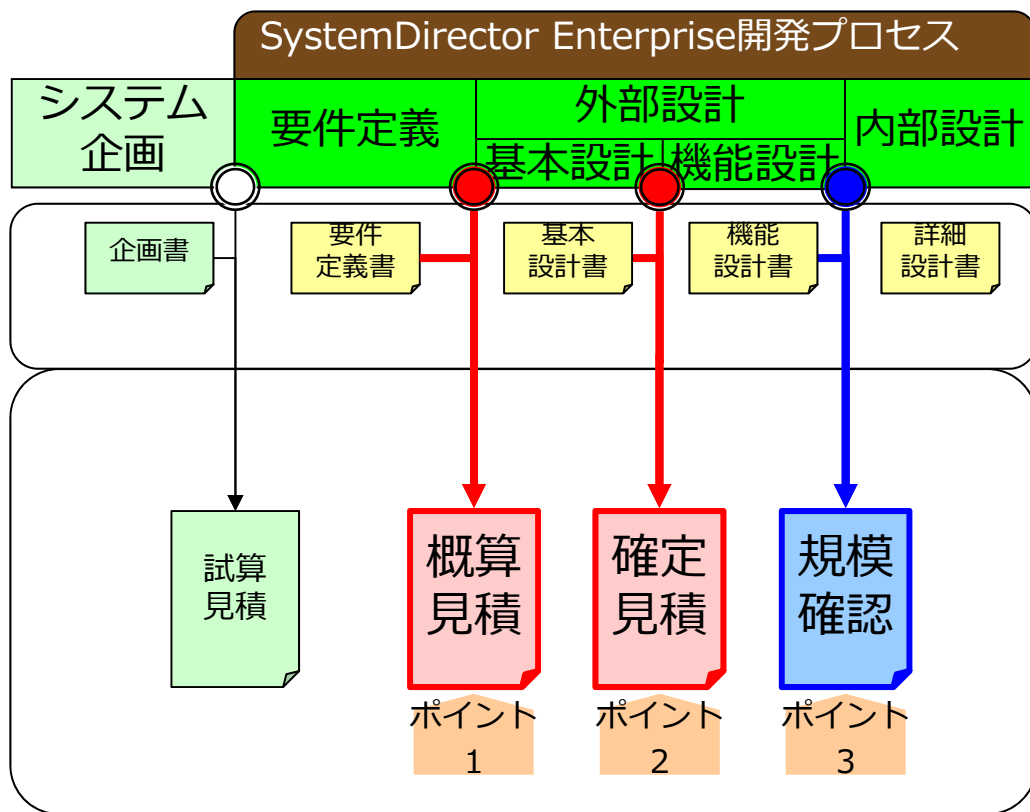 SystemDirector Enterprise開発プロセス
システム
企画
要件定義
外部設計
基本設計
機能設計
内部設計
企画書
要件
定義書
基本
設計書
機能
設計書
詳細
設計書
試算
見積
概算
見積
確定
見積
規模
確認
ポイント
1
ポイント
2
ポイント
3